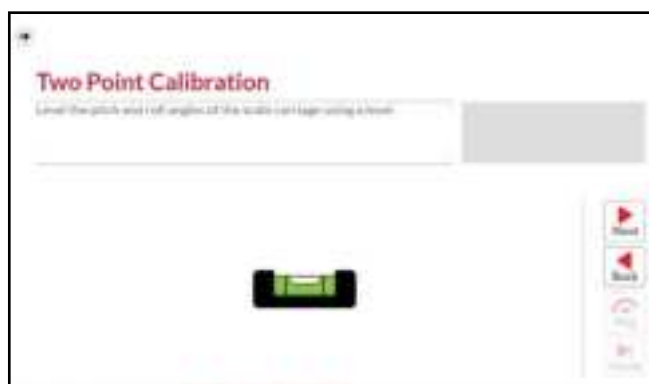 Two Point Calibration
Level the pitch and roll angles of the scale carriage using a level
Next
Back